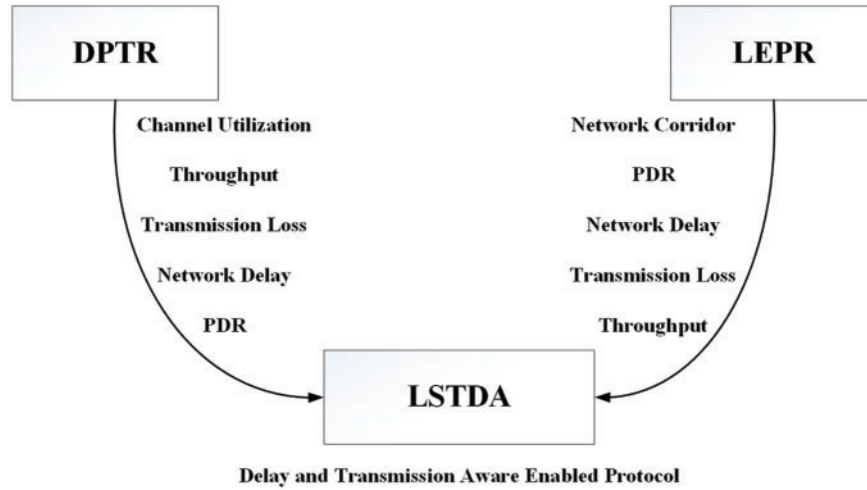 DPTR
LEPR
Channel Utilization
Throughput
Transmission Loss
Network Delay
PDR
Network Corridor
PDR
Network Delay
Transmission Loss
Throughput
LSTDA
Delay and Transmission Aware Enabled Protocol